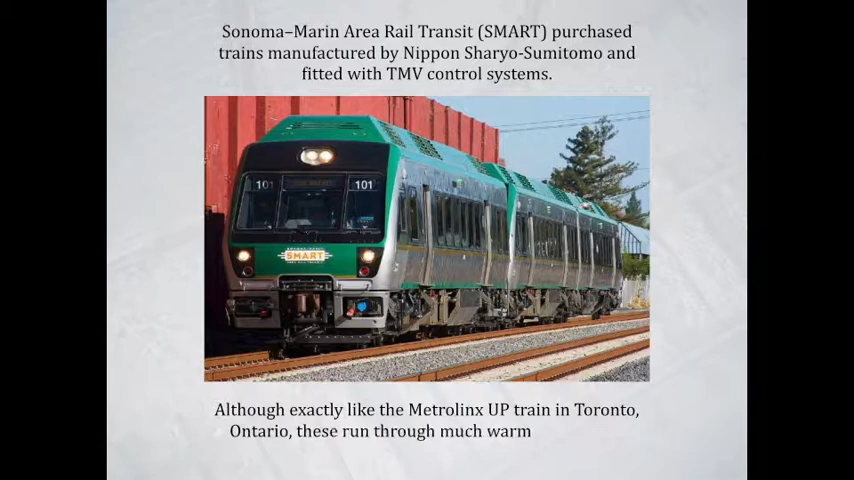 Sonoma–Marin Area Rail Transit (SMART) purchased
trains manufactured by Nippon Sharyo-Sumitomo and
fitted with TMV control systems.
101 101
SMART
Although exactly like the Metrolinx UP train in Toronto,
Ontario, these run through much warm